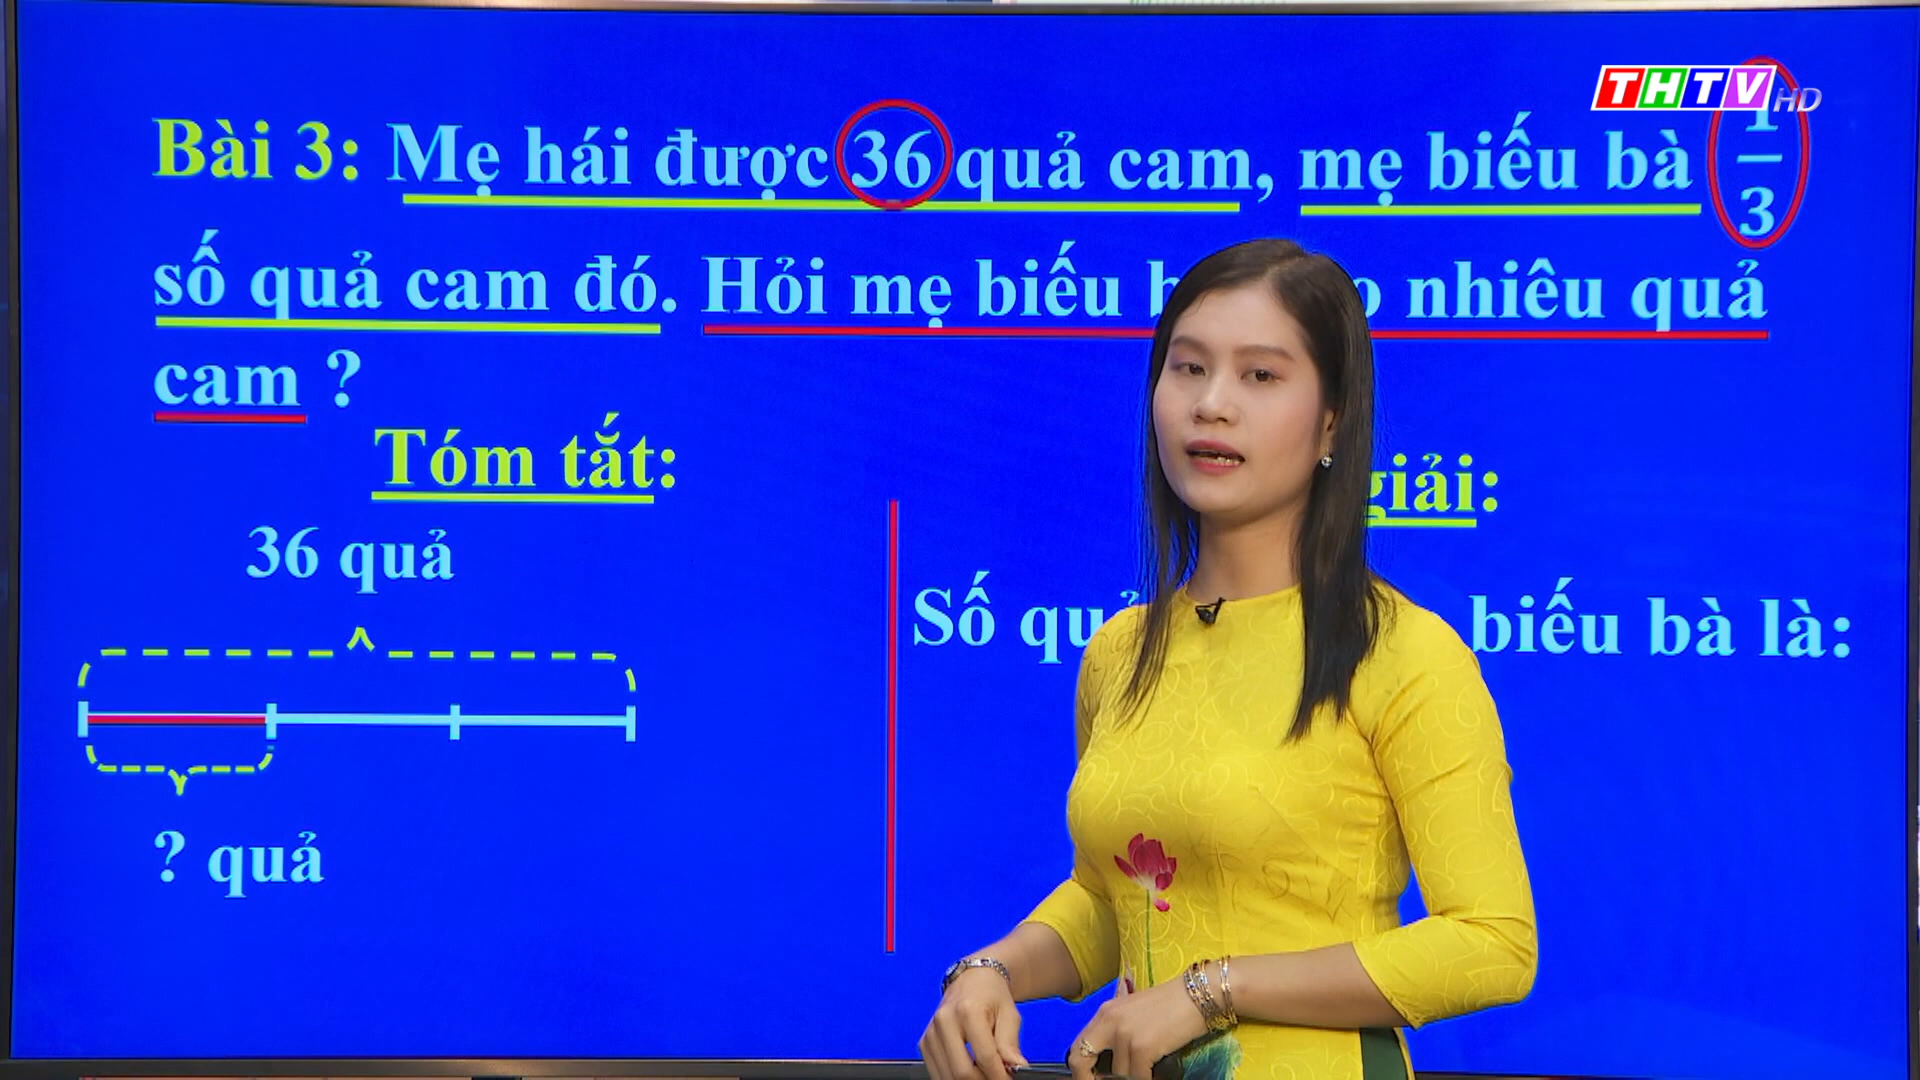 THTV HD
Bài 3: Mẹ hái được 36 quả cam, mẹ biếu bà 1/3
số quả cam đó. Hỏi mẹ biếu nhiêu quả
cam ?
Tóm tắt:
giải:
36 quả
Số biếu bà là:
? quả